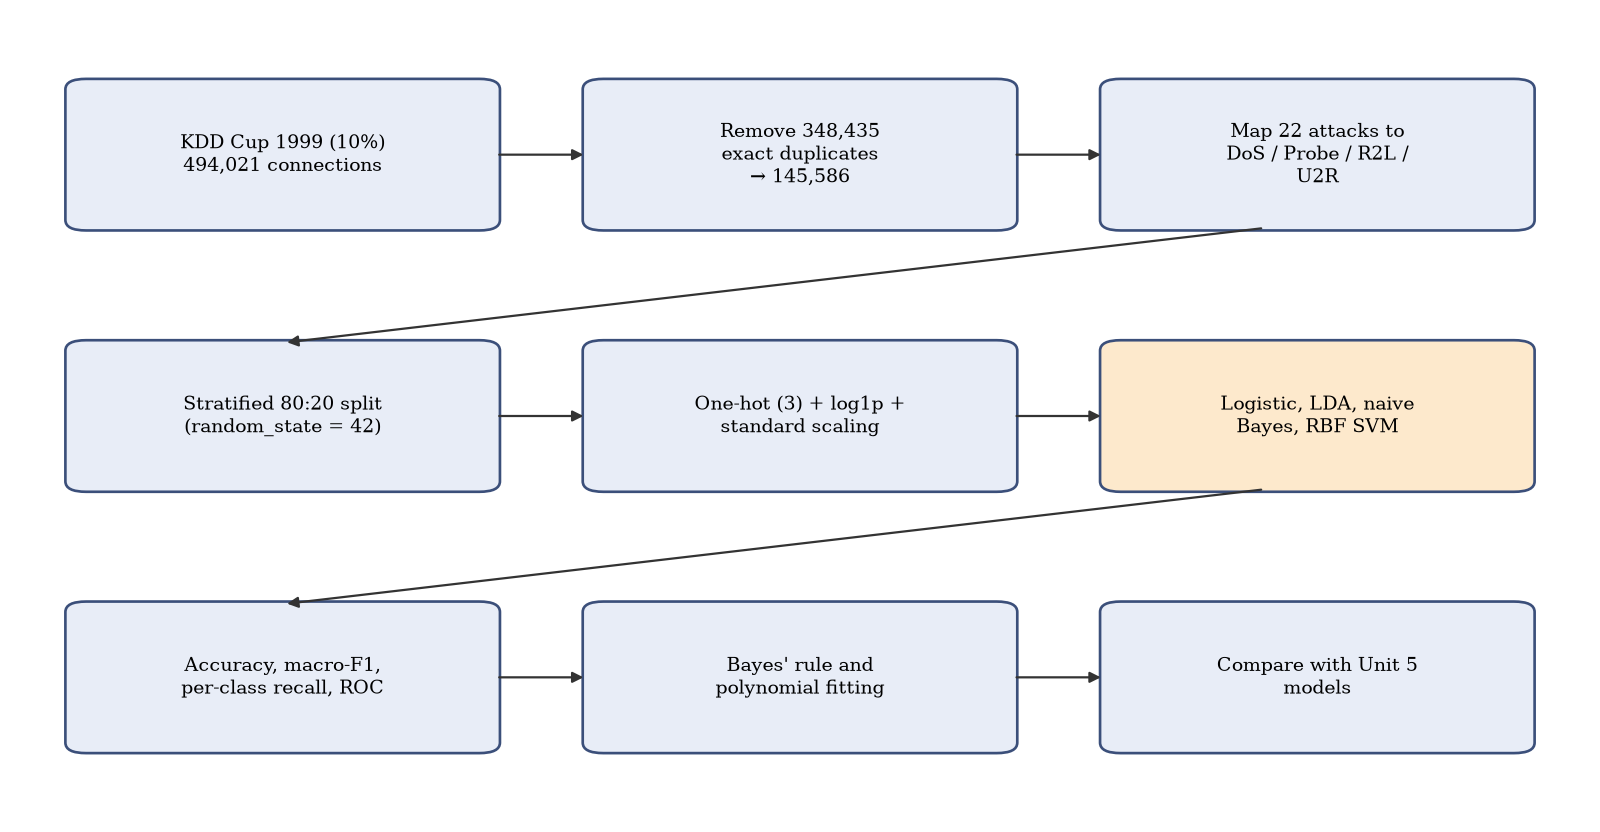 KDD Cup 1999 (10%)
494,021 connections
Remove 348,435
exact duplicates
→ 145,586
Map 22 attacks to
DoS / Probe / R2L /
U2R
Stratified 80:20 split
(random_state = 42)
One-hot (3) + log1p +
standard scaling
Logistic, LDA, naive
Bayes, RBF SVM
Accuracy, macro-F1,
per-class recall, ROC
Bayes' rule and
polynomial fitting
Compare with Unit 5
models